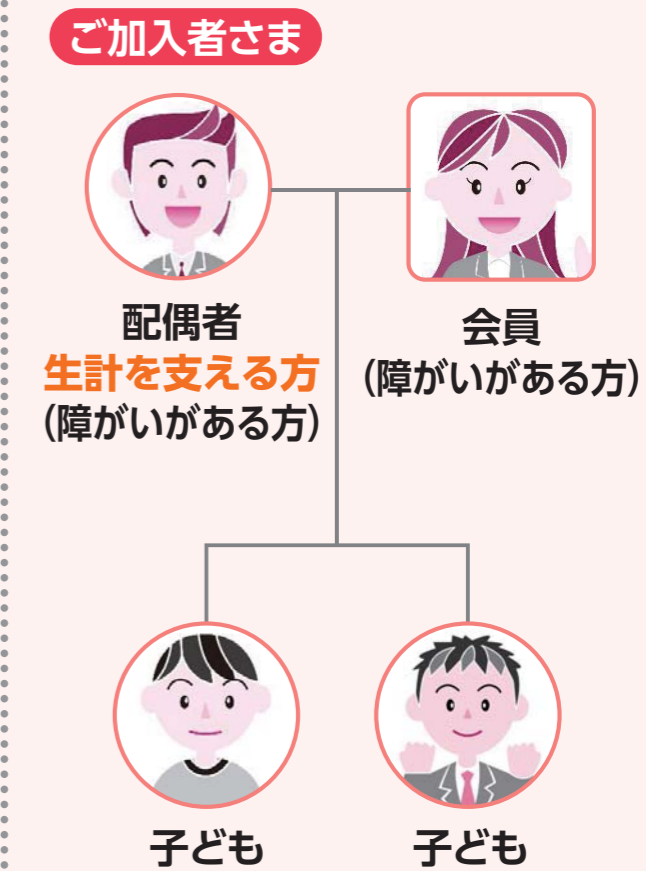 ご加入者さま
配偶者
生計を支える方
(障がいがある方)
会員
(障がいがある方)
子ども
子ども